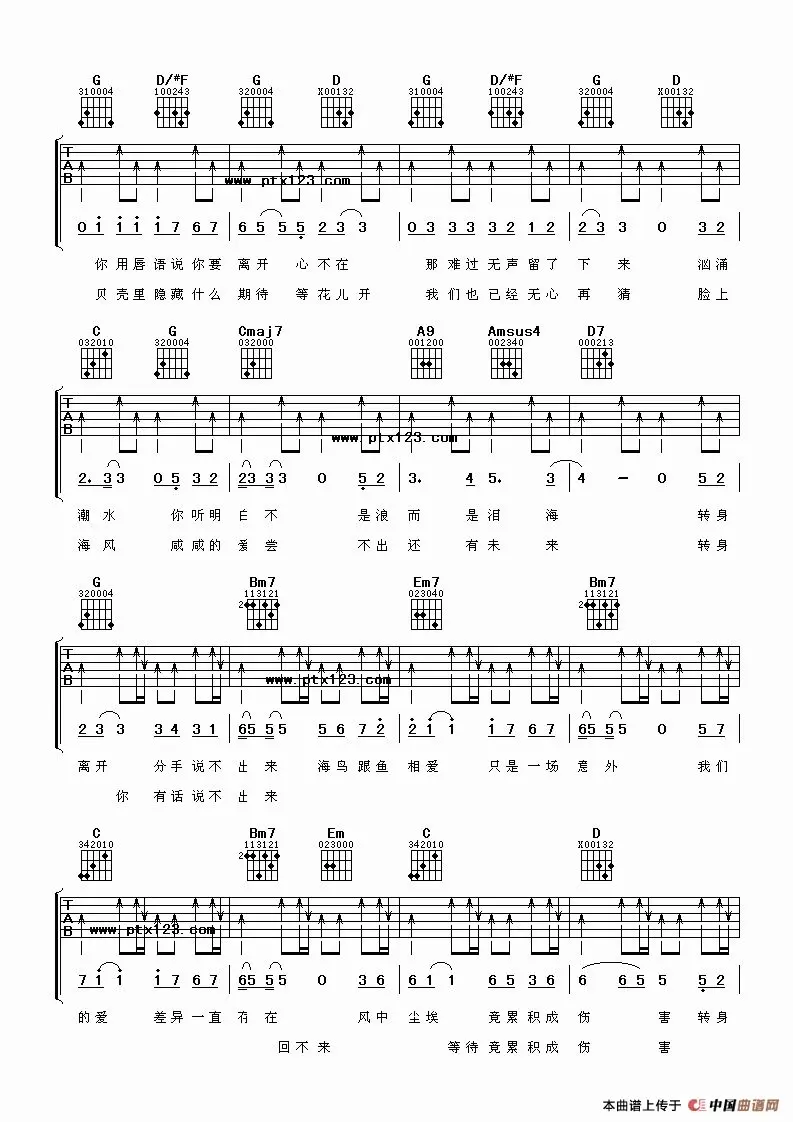 G D/#F G D G D/#F G D
310004 100243 320004 X00132 310004 100243 320004 X00132
T A B
www.ptx123.com
0 1 1 1 1 7 6 7 6 5 5 5 2 3 3 0 3 3 3 3 2 1 2 2 3 3 0 3 2
你用唇语说你要 离开 心不在 那难过无声留了 下来 汹涌
贝壳里隐藏什么 期待 等花儿开 我们也已经无心 再猜 脸上
C G Cmaj7 A9 Amsus4 D7
032010 320004 032000 001200 002340 000213
T A B
www.ptx123.com
2. 3 3 0 5 3 2 2 3 3 3 0 5 2 3. 4 5. 3 4 - 0 5 2
潮水 你听明白不 是浪而是泪海 转身
海风 咸咸的爱尝 不出还有未来 转身
G Bm7 Em7 Bm7
320004 113121 023040 113121
2 2
T A B
www.ptx123.com
2 3 3 3 4 3 1 6 5 5 5 5 6 7 2 2 1 1 1 7 6 7 6 5 5 5 0 5 7
离开 分手说不出来 海鸟跟鱼相爱 只是一场意外 我们
你 有话说不出来
C Bm7 Em C D
342010 113121 023000 342010 X00132
2
T A B
www.ptx123.com
7 1 1 1 7 6 7 6 5 5 5 0 3 6 6 1 1 6 5 3 6 6 6 5 5 5 2
的爱 差异一直存在 风中尘埃 竟累积成伤 害转身
回不来 等待竟累积成伤 害
本曲谱上传于 中国曲谱网